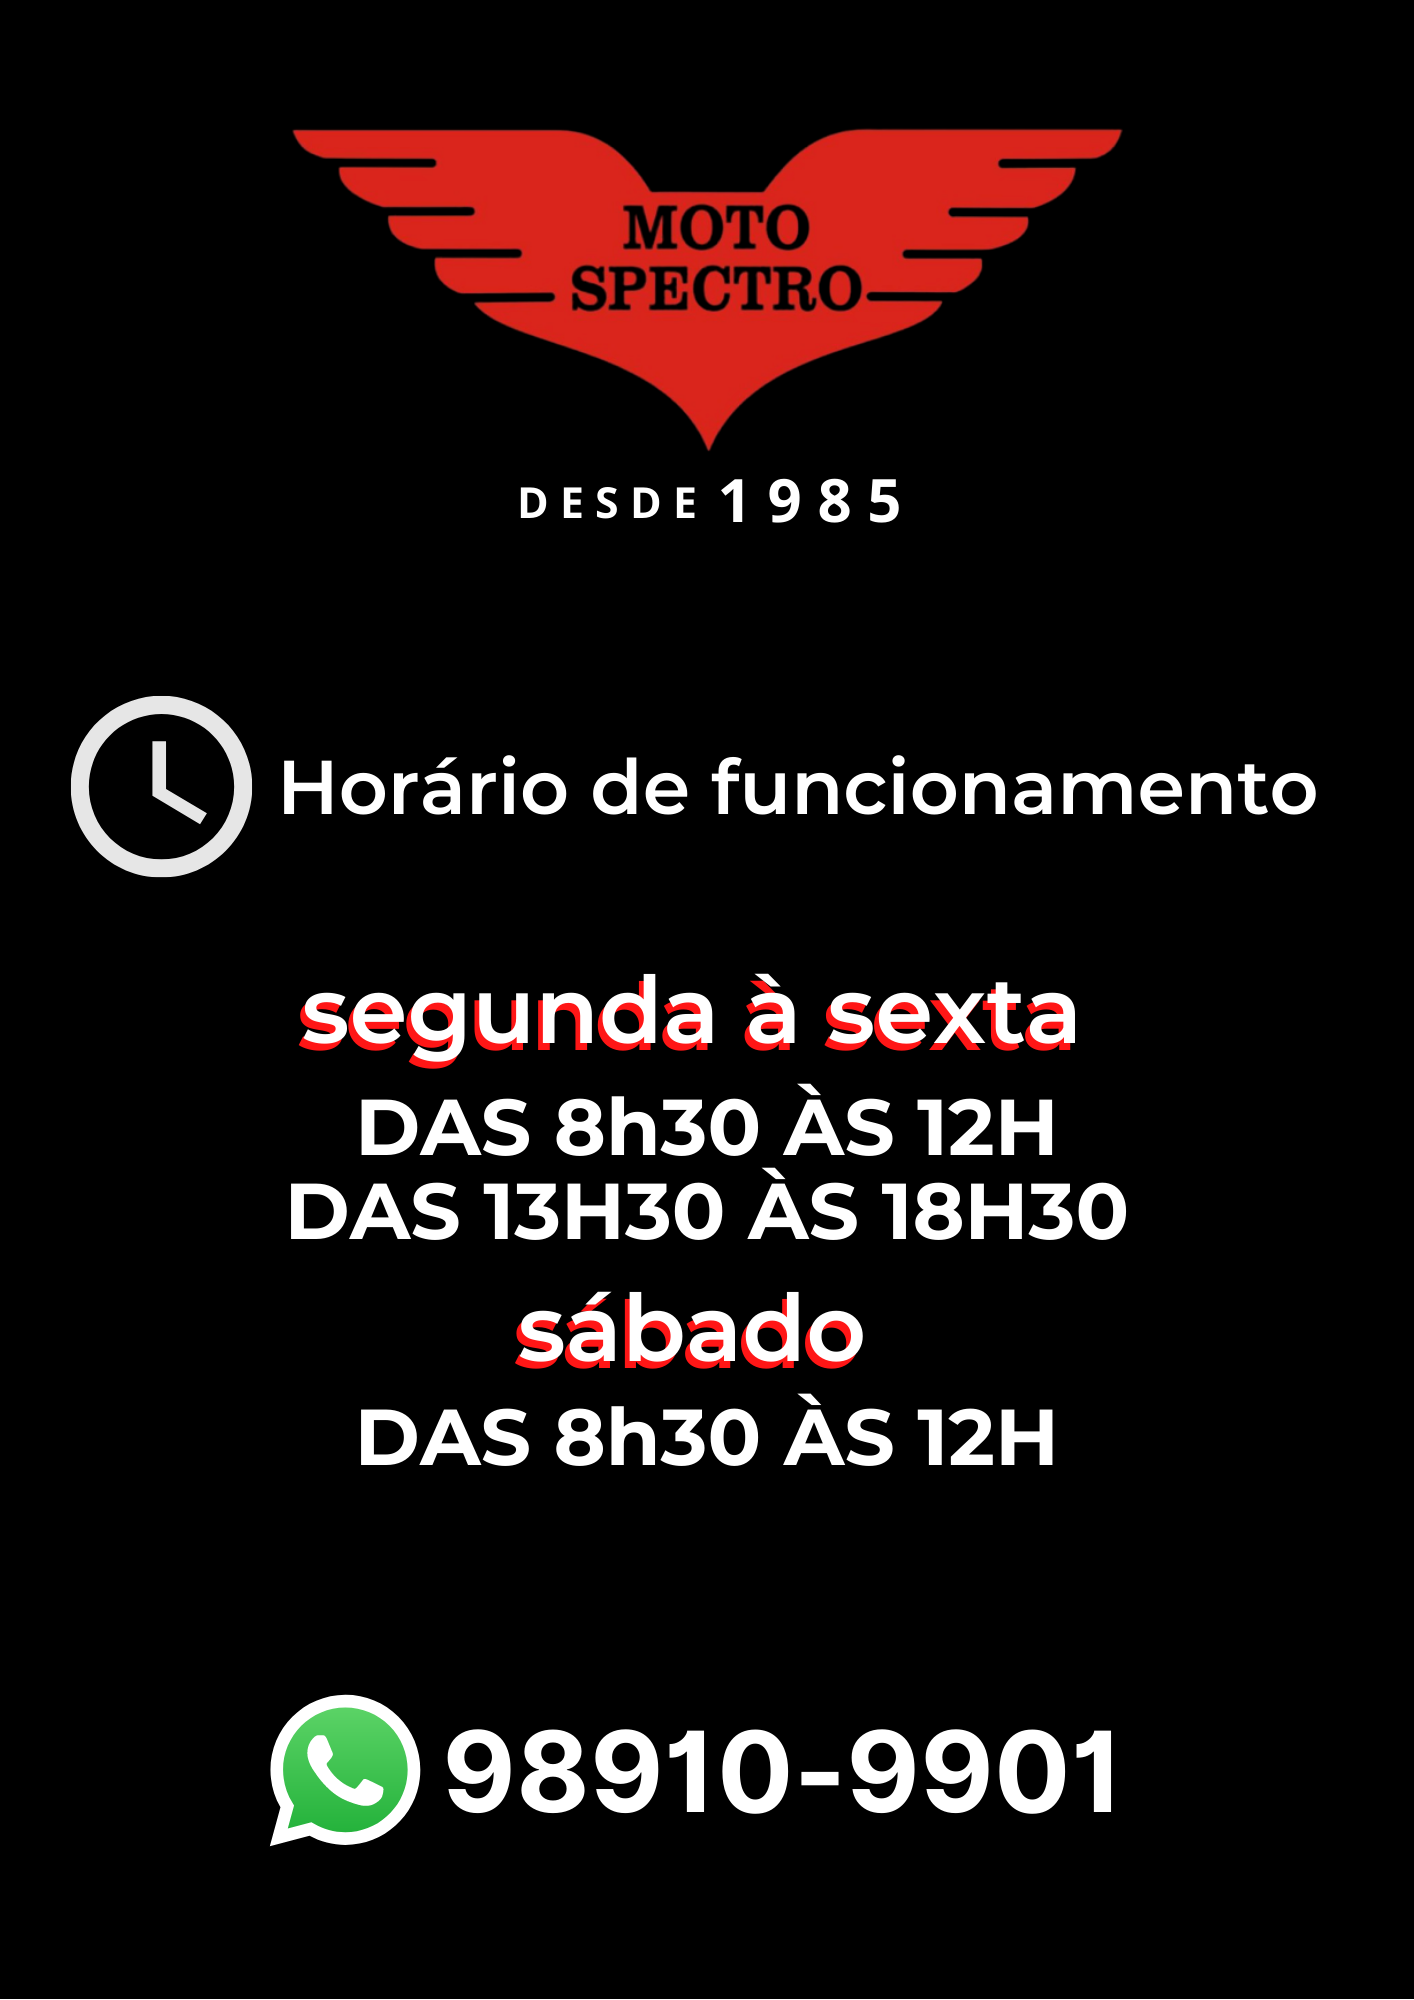 MOTO
SPECTRO
DESDE 1985
Horário de funcionamento
segunda à sexta
DAS 8h30 ÀS 12H
DAS 13H30 ÀS 18H30
sábado
DAS 8h30 ÀS 12H
98910-9901